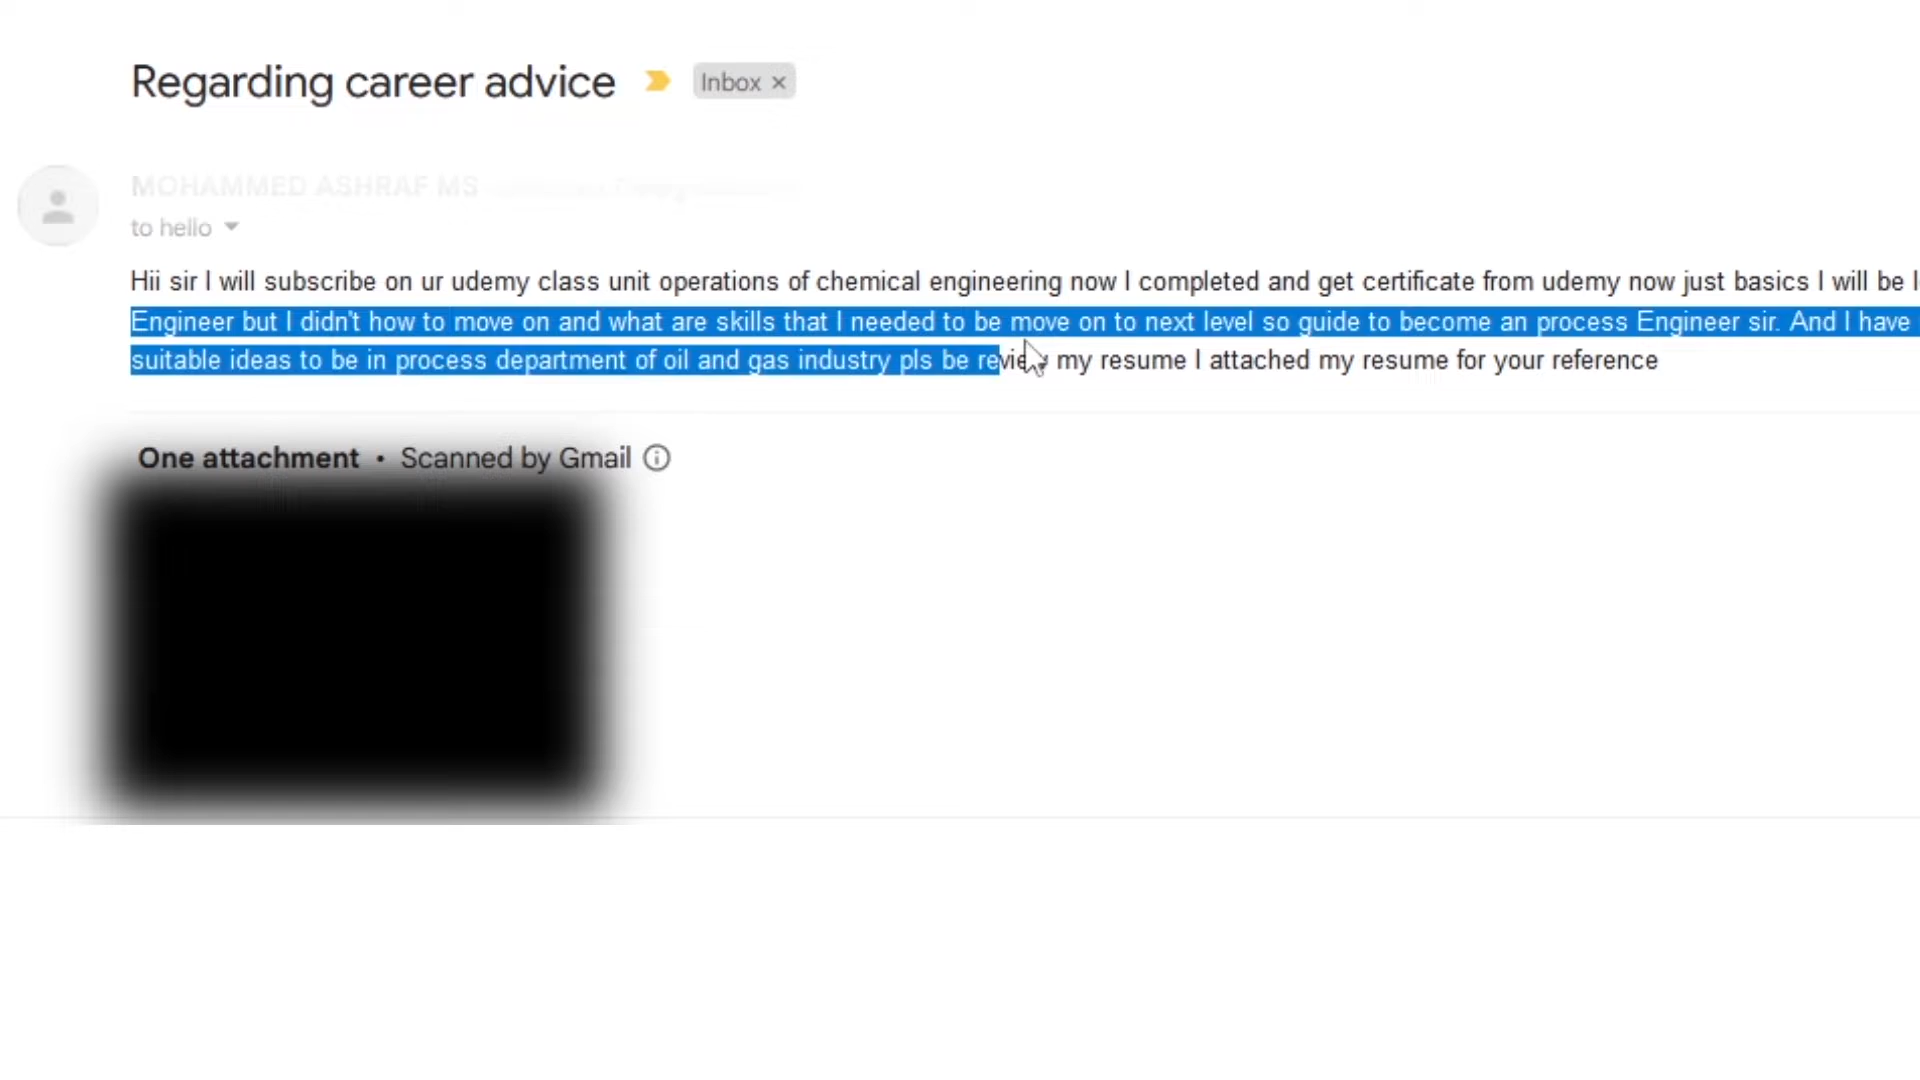 Regarding career advice
Inbox ×
MOHAMMED ASHRAF MS
to hello
Hii sir I will subscribe on ur udemy class unit operations of chemical engineering now I completed and get certificate from udemy now just basics I will be
Engineer but I didn't how to move on and what are skills that I needed to be move on to next level so guide to become an process Engineer sir. And I have
suitable ideas to be in process department of oil and gas industry pls be review my resume I attached my resume for your reference
One attachment • Scanned by Gmail